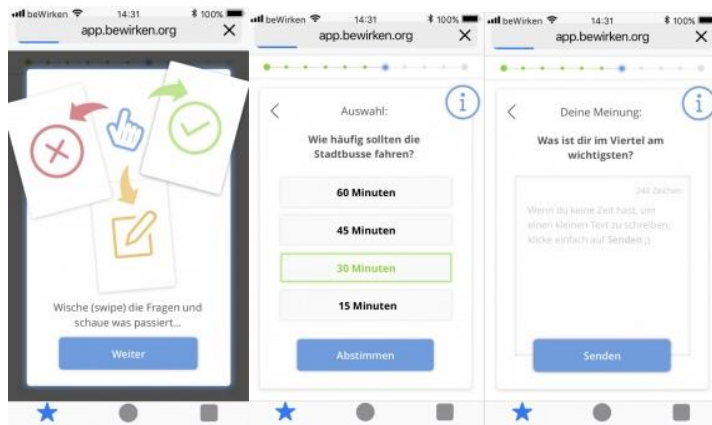 beWirken 14:31 100%
app.bewirken.org
Wische (swipe) die Fragen und
schaue was passiert...
Weiter
beWirken 14:31 100%
app.bewirken.org
Auswahl:
Wie häufig sollten die
Stadtbusse fahren?
60 Minuten
45 Minuten
30 Minuten
15 Minuten
Abstimmen
beWirken 14:31 100%
app.bewirken.org
Deine Meinung:
Was ist dir im Viertel am
wichtigsten?
240 Zeichen
Wenn du keine Zeit hast, um
einen kleinen Text zu schreiben,
klicke einfach auf Senden ;)
Senden